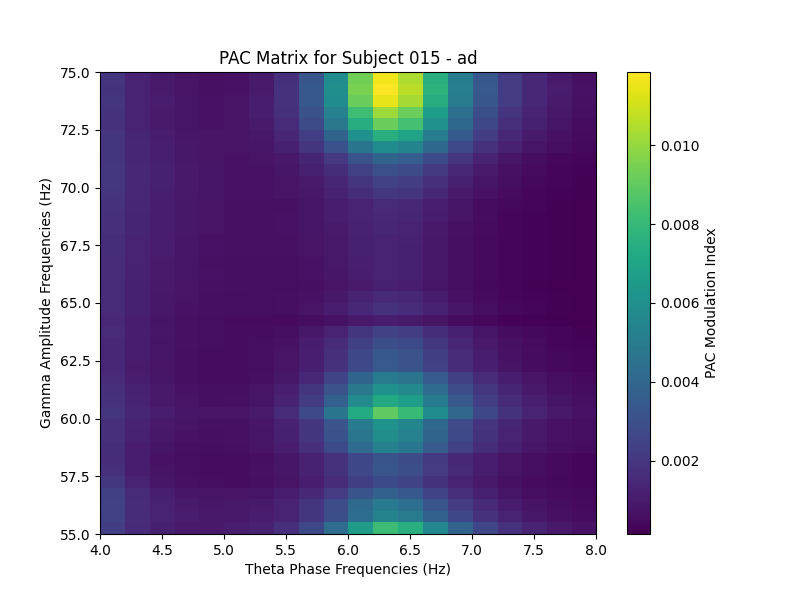 PAC Matrix for Subject 015 - ad
75.0
72.5
70.0
67.5
65.0
62.5
60.0
57.5
55.0
Gamma Amplitude Frequencies (Hz)
4.0 4.5 5.0 5.5 6.0 6.5 7.0 7.5 8.0
Theta Phase Frequencies (Hz)
0.010
0.008
0.006
0.004
0.002
PAC Modulation Index